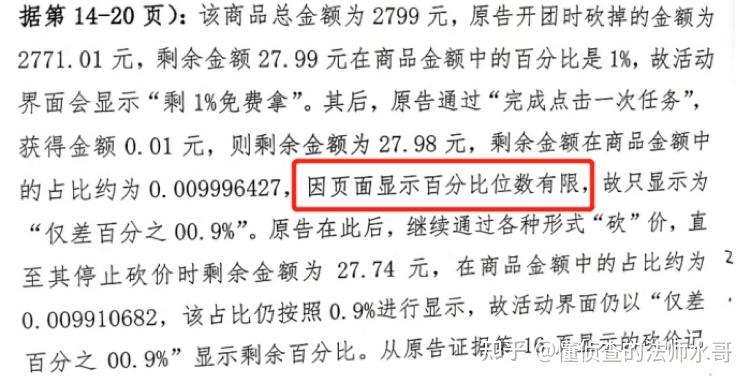 据第 14-20 页）：该商品总金额为 2799 元，原告开团时砍掉的金额为
2771.01 元，剩余金额 27.99 元在商品金额中的百分比是 1%，故活动
界面会显示“剩 1%免费拿”。其后，原告通过“完成点击一次任务”，
获得金额 0.01 元，则剩余金额为 27.98 元，剩余金额在商品金额中
的占比约为 0.009996427，因页面显示百分比位数有限，故只显示为
“仅差百分之 00.9%”。原告在此后，继续通过各种形式“砍”价，直
至其停止砍价时剩余金额为 27.74 元，在商品金额中的占比约为
0.009910682，该占比仍按照 0.9%进行显示，故活动界面仍以“仅差
百分之 00.9%”显示剩余百分比。从原告证据第 16 页显示的砍价记
知乎 @懂侦查的法师水哥